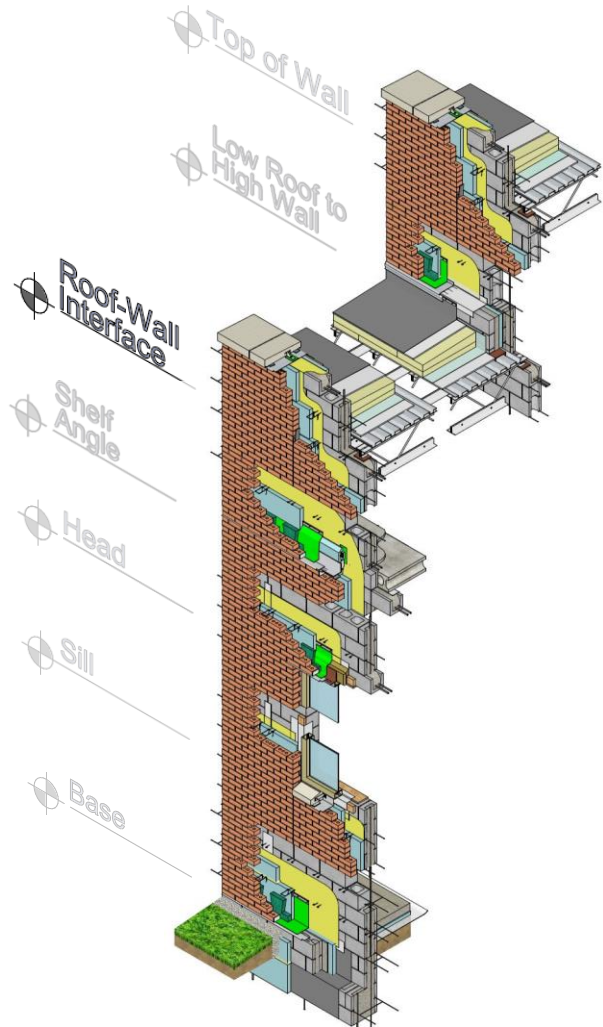 Top of Wall
Low Roof to
High Wall
Roof-Wall
Interface
Shelf
Angle
Head
Sill
Base